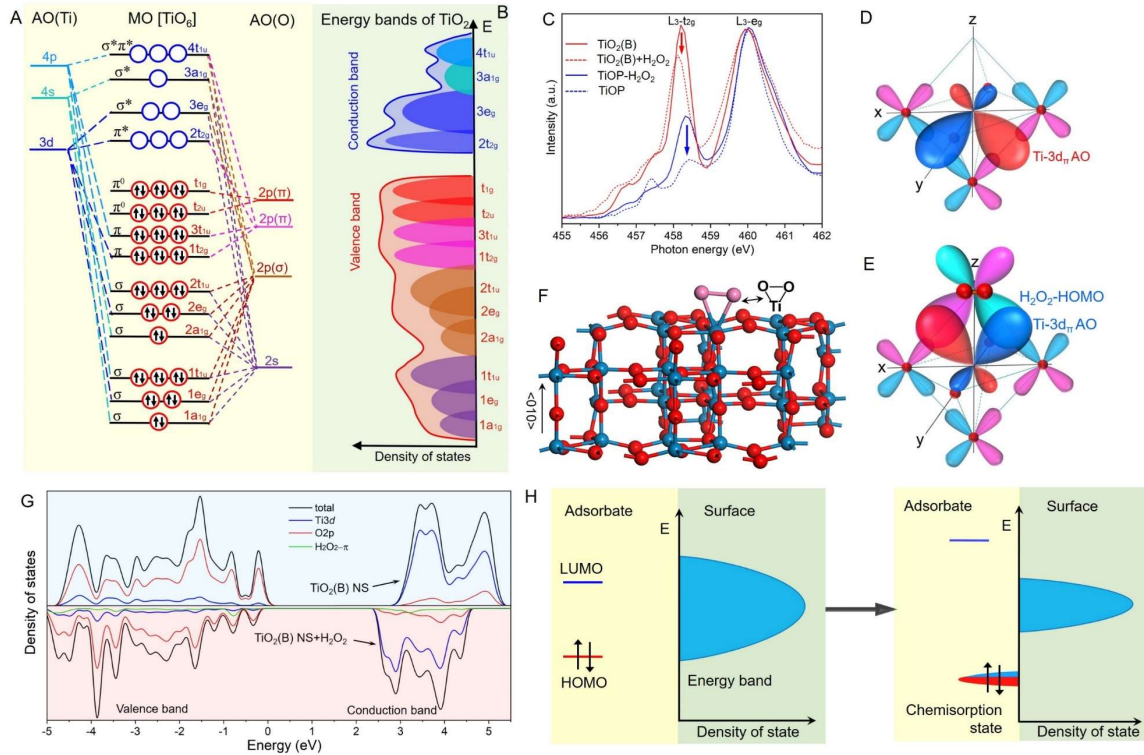 A
AO(Ti)
MO [TiO6]
AO(O)
4p
4s
3d
σ*π*
4t1u
σ*
3a1g
σ*
3eg
π*
2t2g
π0
t1g
π0
t2u
π
3t1u
π
1t2g
σ
2t1u
σ
2eg
σ
2a1g
σ
1t1u
σ
1eg
σ
1a1g
2p(π)
2p(π)
2p(σ)
2s
Energy bands of TiO2
B
E
Conduction band
4t1u
3a1g
3eg
2t2g
Valence band
t1g
t2u
3t1u
1t2g
2t1u
2eg
2a1g
1t1u
1eg
1a1g
Density of states
C
L3-t2g
L3-eg
TiO2(B)
TiO2(B)+H2O2
TiOP-H2O2
TiOP
Intensity (a.u.)
455 456 457 458 459 460 461 462
Photon energy (eV)
D
z
x
y
Ti-3dπ AO
E
z
H2O2-HOMO
Ti-3dπ AO
x
y
F
O O
Ti
<010>
G
total
Ti3d
O2p
H2O2-π
TiO2(B) NS
TiO2(B) NS+H2O2
Density of states
Valence band
Conduction band
-5 -4 -3 -2 -1 0 1 2 3 4 5
Energy (eV)
H
Adsorbate
E
Surface
LUMO
HOMO
Energy band
Density of state
Adsorbate
E
Surface
Chemisorption
state
Density of state